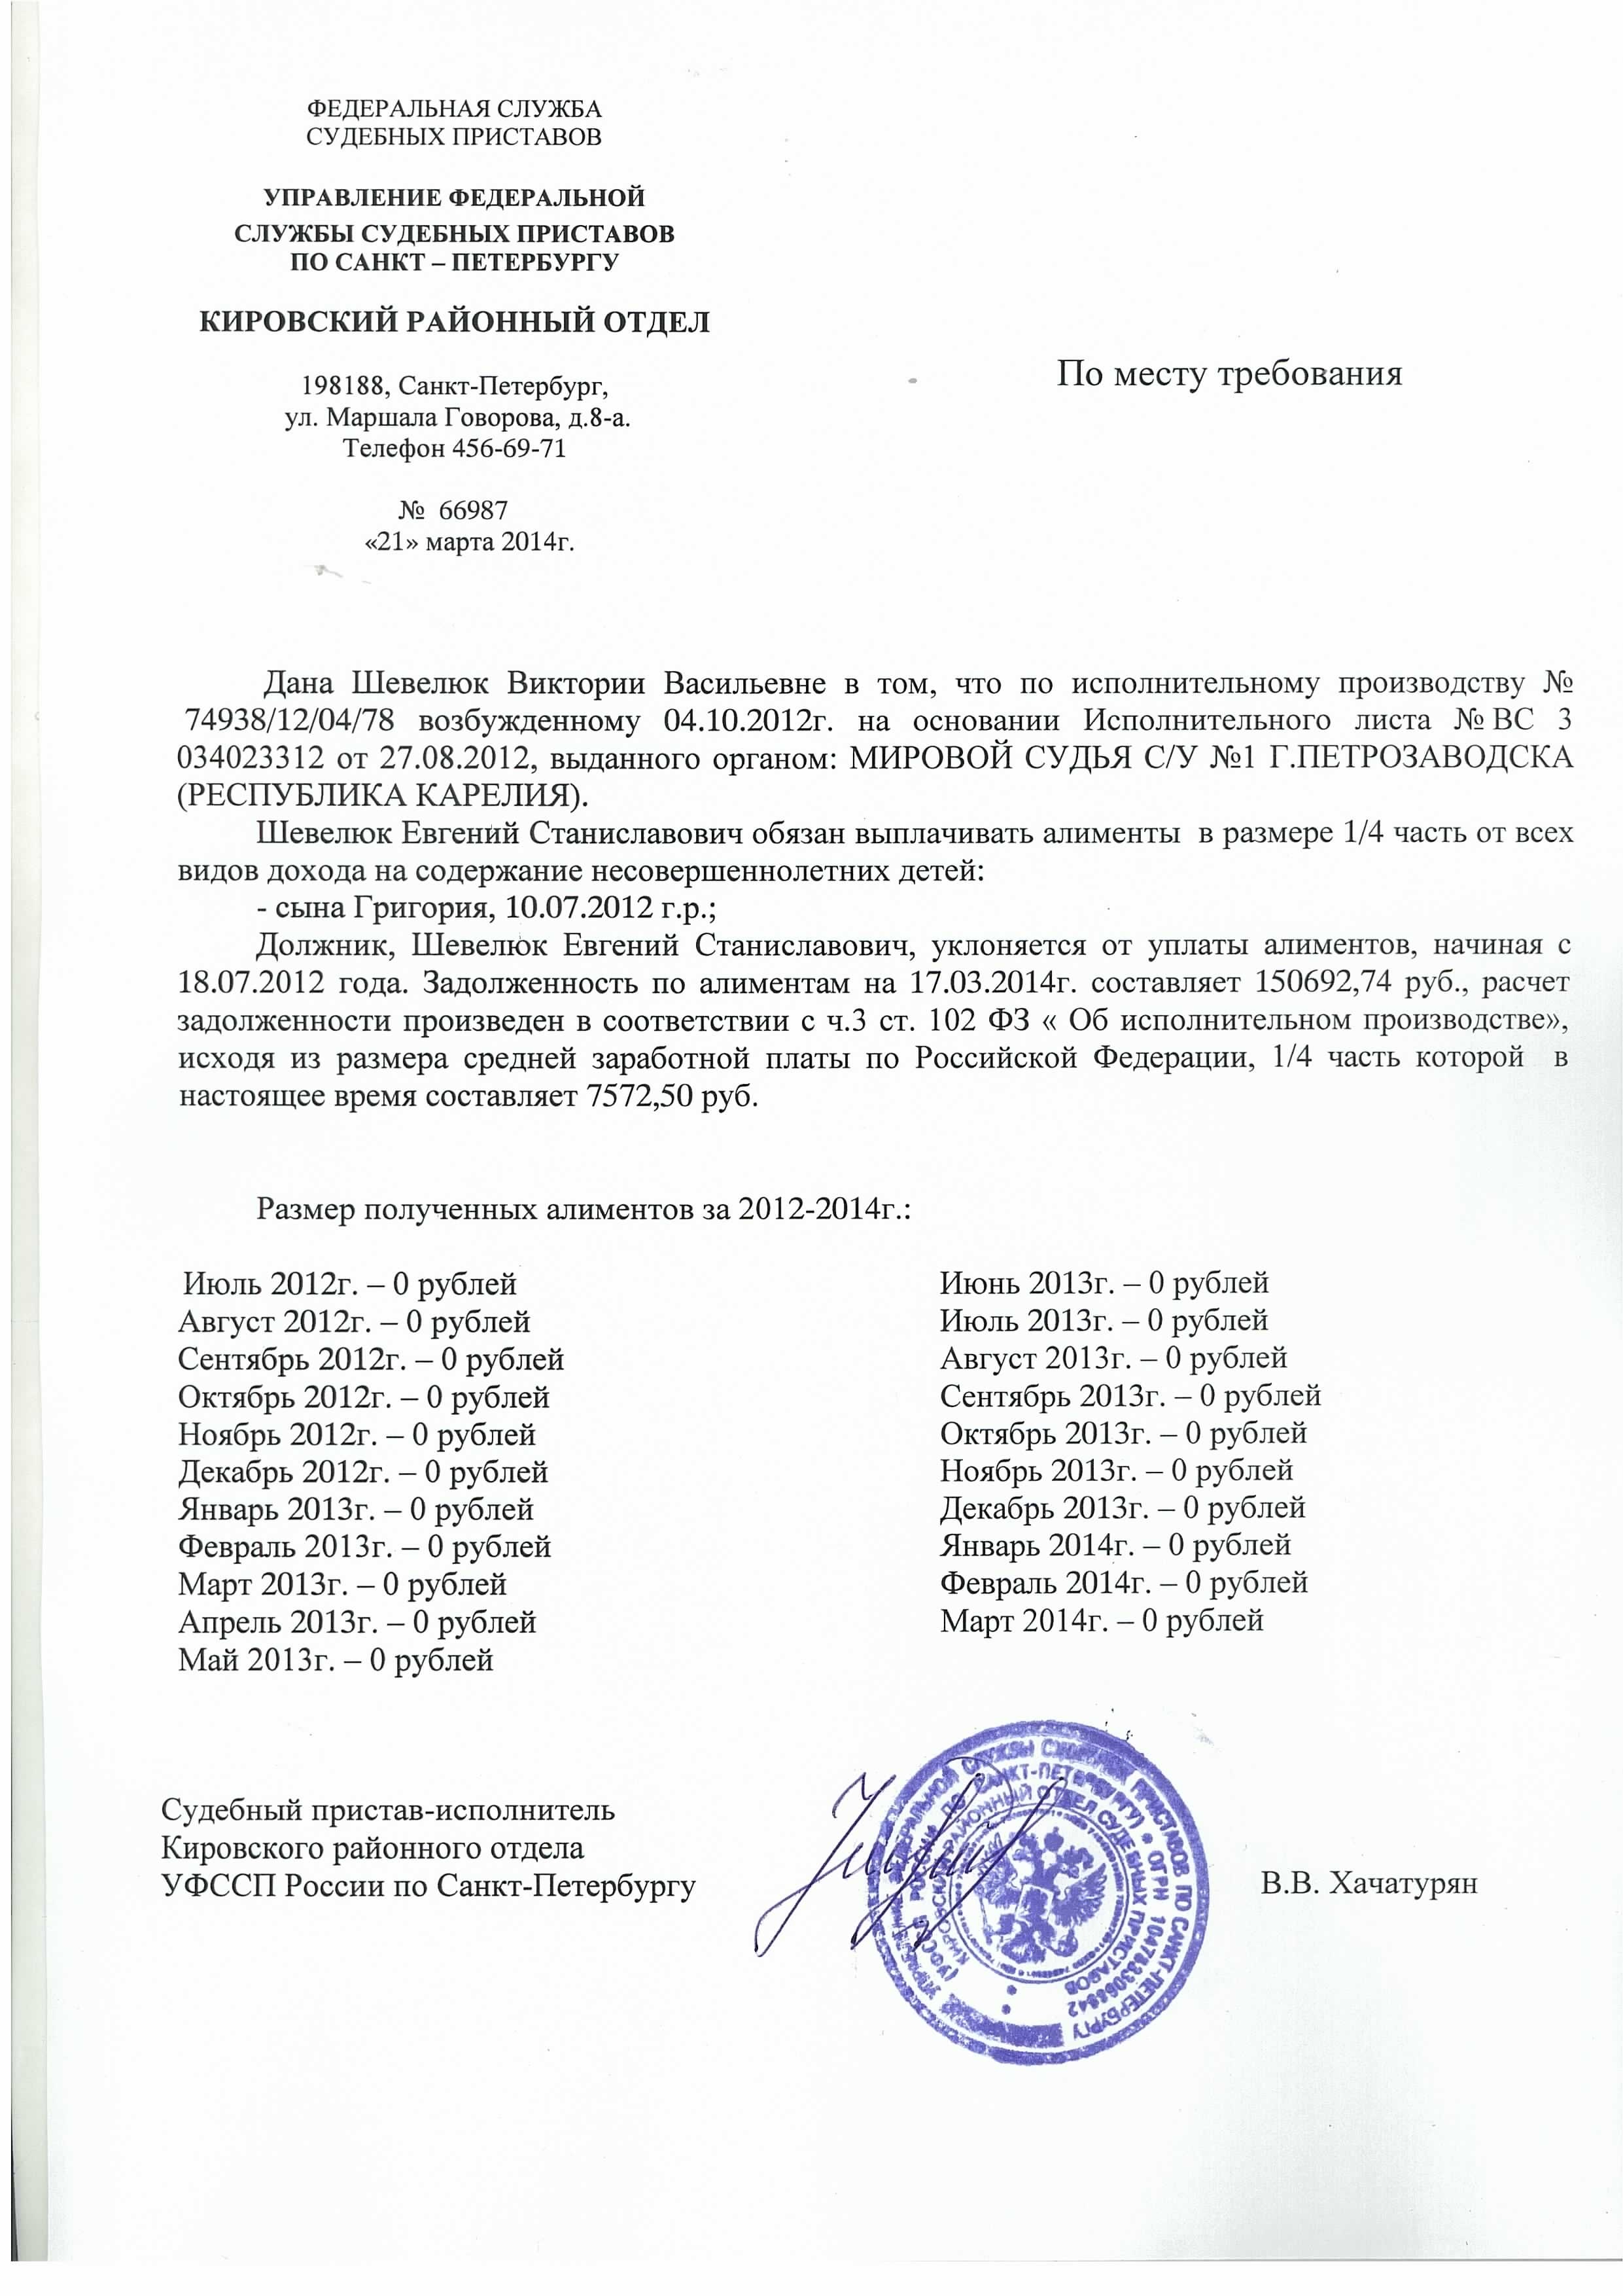 ФЕДЕРАЛЬНАЯ СЛУЖБА
СУДЕБНЫХ ПРИСТАВОВ
УПРАВЛЕНИЕ ФЕДЕРАЛЬНОЙ
СЛУЖБЫ СУДЕБНЫХ ПРИСТАВОВ
ПО САНКТ – ПЕТЕРБУРГУ
КИРОВСКИЙ РАЙОННЫЙ ОТДЕЛ
198188, Санкт-Петербург,
ул. Маршала Говорова, д.8-а.
Телефон 456-69-71
№ 66987
«21» марта 2014г.
По месту требования
Дана Шевелюк Виктории Васильевне в том, что по исполнительному производству №
74938/12/04/78 возбужденному 04.10.2012г. на основании Исполнительного листа № ВС 3
034023312 от 27.08.2012, выданного органом: МИРОВОЙ СУДЬЯ С/У №1 Г.ПЕТРОЗАВОДСКА
(РЕСПУБЛИКА КАРЕЛИЯ).
Шевелюк Евгений Станиславович обязан выплачивать алименты в размере 1/4 часть от всех
видов дохода на содержание несовершеннолетних детей:
- сына Григория, 10.07.2012 г.р.;
Должник, Шевелюк Евгений Станиславович, уклоняется от уплаты алиментов, начиная с
18.07.2012 года. Задолженность по алиментам на 17.03.2014г. составляет 150692,74 руб., расчет
задолженности произведен в соответствии с ч.3 ст. 102 ФЗ « Об исполнительном производстве»,
исходя из размера средней заработной платы по Российской Федерации, 1/4 часть которой в
настоящее время составляет 7572,50 руб.
Размер полученных алиментов за 2012-2014г.:
Июль 2012г. – 0 рублей
Август 2012г. – 0 рублей
Сентябрь 2012г. – 0 рублей
Октябрь 2012г. – 0 рублей
Ноябрь 2012г. – 0 рублей
Декабрь 2012г. – 0 рублей
Январь 2013г. – 0 рублей
Февраль 2013г. – 0 рублей
Март 2013г. – 0 рублей
Апрель 2013г. – 0 рублей
Май 2013г. – 0 рублей
Июнь 2013г. – 0 рублей
Июль 2013г. – 0 рублей
Август 2013г. – 0 рублей
Сентябрь 2013г. – 0 рублей
Октябрь 2013г. – 0 рублей
Ноябрь 2013г. – 0 рублей
Декабрь 2013г. – 0 рублей
Январь 2014г. – 0 рублей
Февраль 2014г. – 0 рублей
Март 2014г. – 0 рублей
Судебный пристав-исполнитель
Кировского районного отдела
УФССП России по Санкт-Петербургу
В.В. Хачатурян
УПРАВЛЕНИЕ ФЕДЕРАЛЬНОЙ СЛУЖБЫ СУДЕБНЫХ ПРИСТАВОВ ПО САНКТ-ПЕТЕРБУРГУ
(УФССП РОССИИ ПО САНКТ-ПЕТЕРБУРГУ) • ОГРН 1047833068942
КИРОВСКИЙ РАЙОННЫЙ ОТДЕЛ СУДЕБНЫХ ПРИСТАВОВ